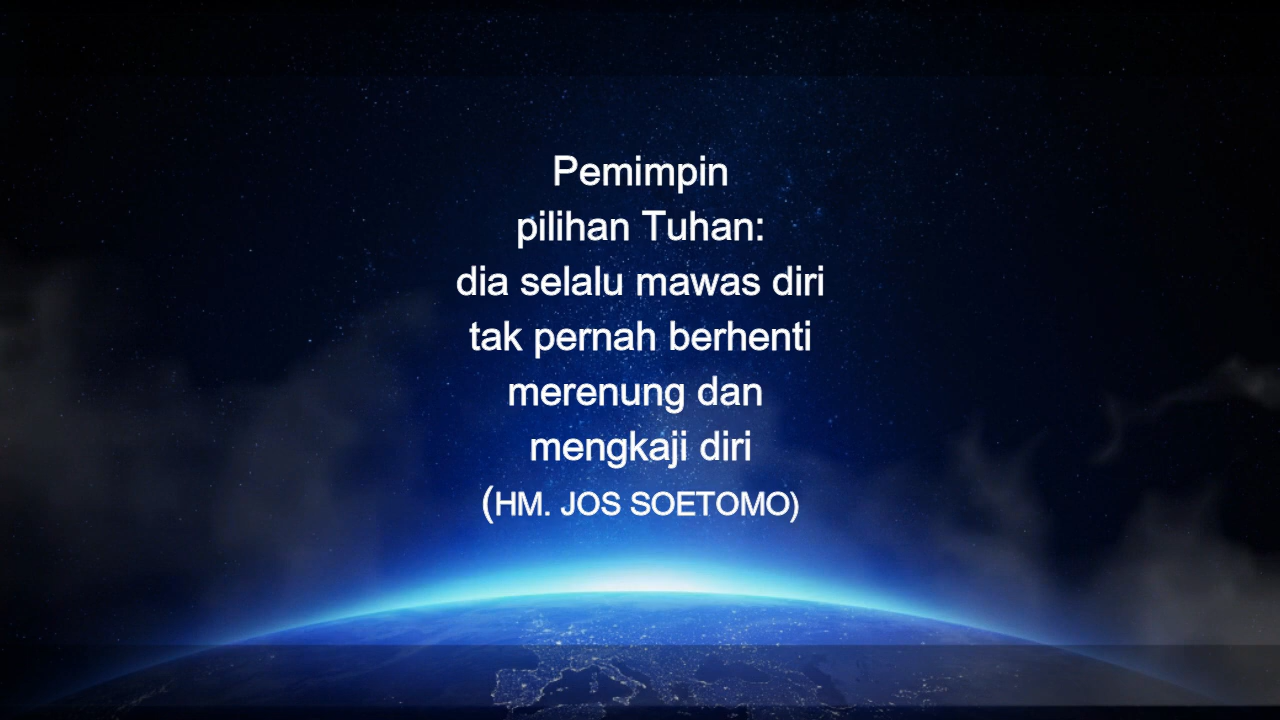 Pemimpin
pilihan Tuhan:
dia selalu mawas diri
tak pernah berhenti
merenung dan
mengkaji diri
(HM. JOS SOETOMO)